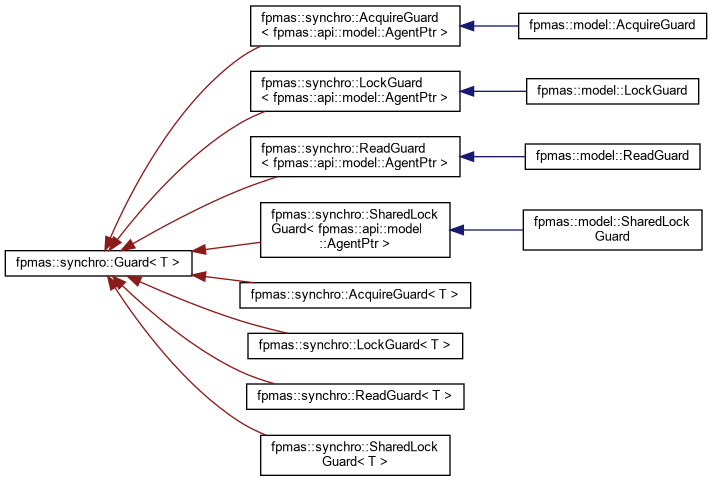 fpmas::synchro::AcquireGuard
< fpmas::api::model::AgentPtr >
fpmas::model::AcquireGuard
fpmas::synchro::LockGuard
< fpmas::api::model::AgentPtr >
fpmas::model::LockGuard
fpmas::synchro::ReadGuard
< fpmas::api::model::AgentPtr >
fpmas::model::ReadGuard
fpmas::synchro::SharedLock
Guard< fpmas::api::model
::AgentPtr >
fpmas::model::SharedLock
Guard
fpmas::synchro::Guard< T >
fpmas::synchro::AcquireGuard< T >
fpmas::synchro::LockGuard< T >
fpmas::synchro::ReadGuard< T >
fpmas::synchro::SharedLock
Guard< T >